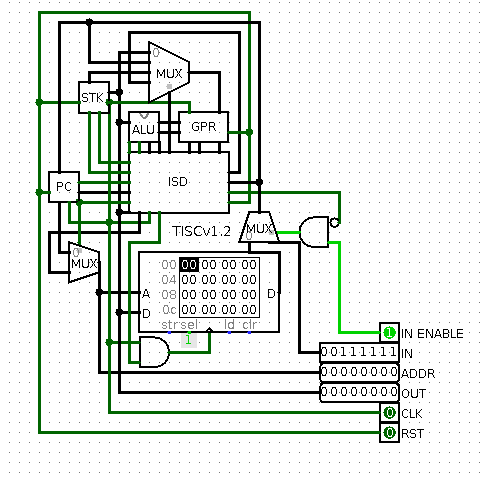 0
MUX
STK
ALU
GPR
ISD
PC
TISCv1.2
MUX
0
0
MUX
00 00 00 00 00
04 00 00 00 00
08 00 00 00 00
0c 00 00 00 00
A
D
D
str sel ld clr
1
1 IN ENABLE
00111111 IN
00000000 ADDR
00000000 OUT
0 CLK
0 RST